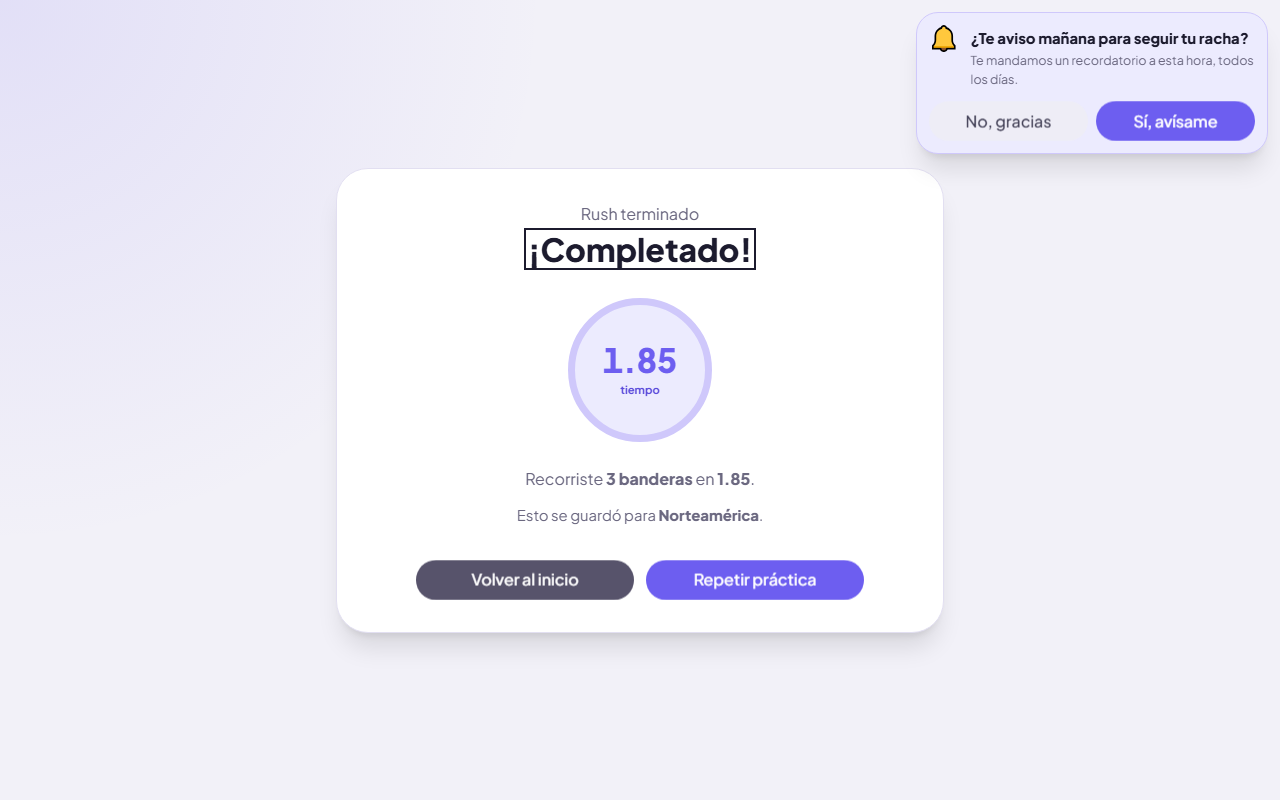 ¿Te aviso mañana para seguir tu racha?
Te mandamos un recordatorio a esta hora, todos
los días.
No, gracias
Sí, avísame
Rush terminado
¡Completado!
1.85
tiempo
Recorriste 3 banderas en 1.85.
Esto se guardó para Norteamérica.
Volver al inicio
Repetir práctica